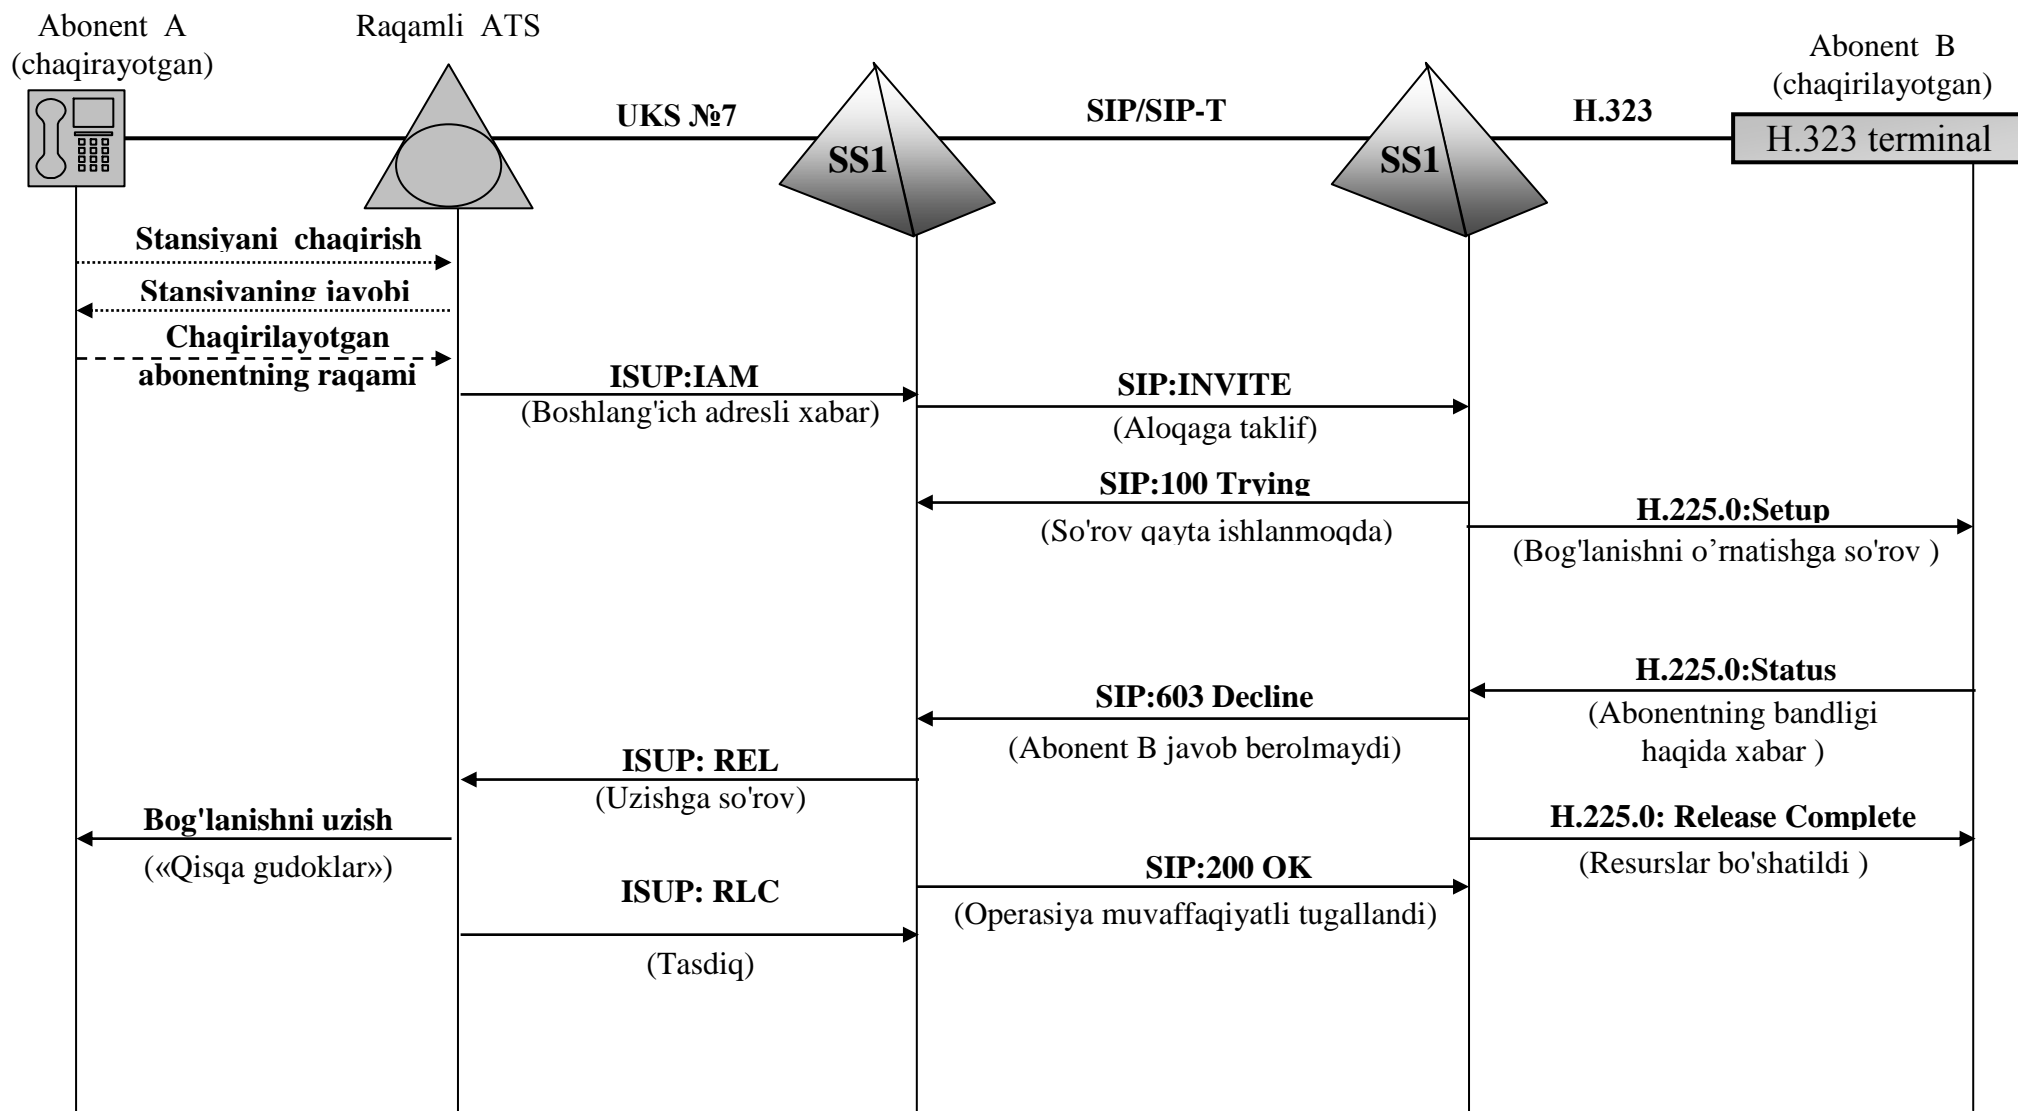 Abonent A
(chaqirayotgan)
Raqamli ATS
Abonent B
(chaqirilayotgan)
UKS №7
SIP/SIP-T
H.323
H.323 terminal
SS1
SS1
Stansiyani chaqirish
Stansiyaning javobi
Chaqirilayotgan
abonentning raqami
ISUP:IAM
(Boshlang'ich adresli xabar)
SIP:INVITE
(Aloqaga taklif)
SIP:100 Trying
(So'rov qayta ishlanmoqda)
H.225.0:Setup
(Bog'lanishni o’rnatishga so'rov )
H.225.0:Status
(Abonentning bandligi
haqida xabar )
SIP:603 Decline
(Abonent B javob berolmaydi)
ISUP: REL
(Uzishga so'rov)
Bog'lanishni uzish
(«Qisqa gudoklar»)
H.225.0: Release Complete
(Resurslar bo'shatildi )
SIP:200 OK
(Operasiya muvaffaqiyatli tugallandi)
ISUP: RLC
(Tasdiq)